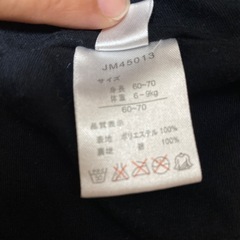 JM45013
サイズ
身長 60-70
体重 6-9kg
60-70
品質表示
表地 ポリエステル 100%
裏地 綿 100%